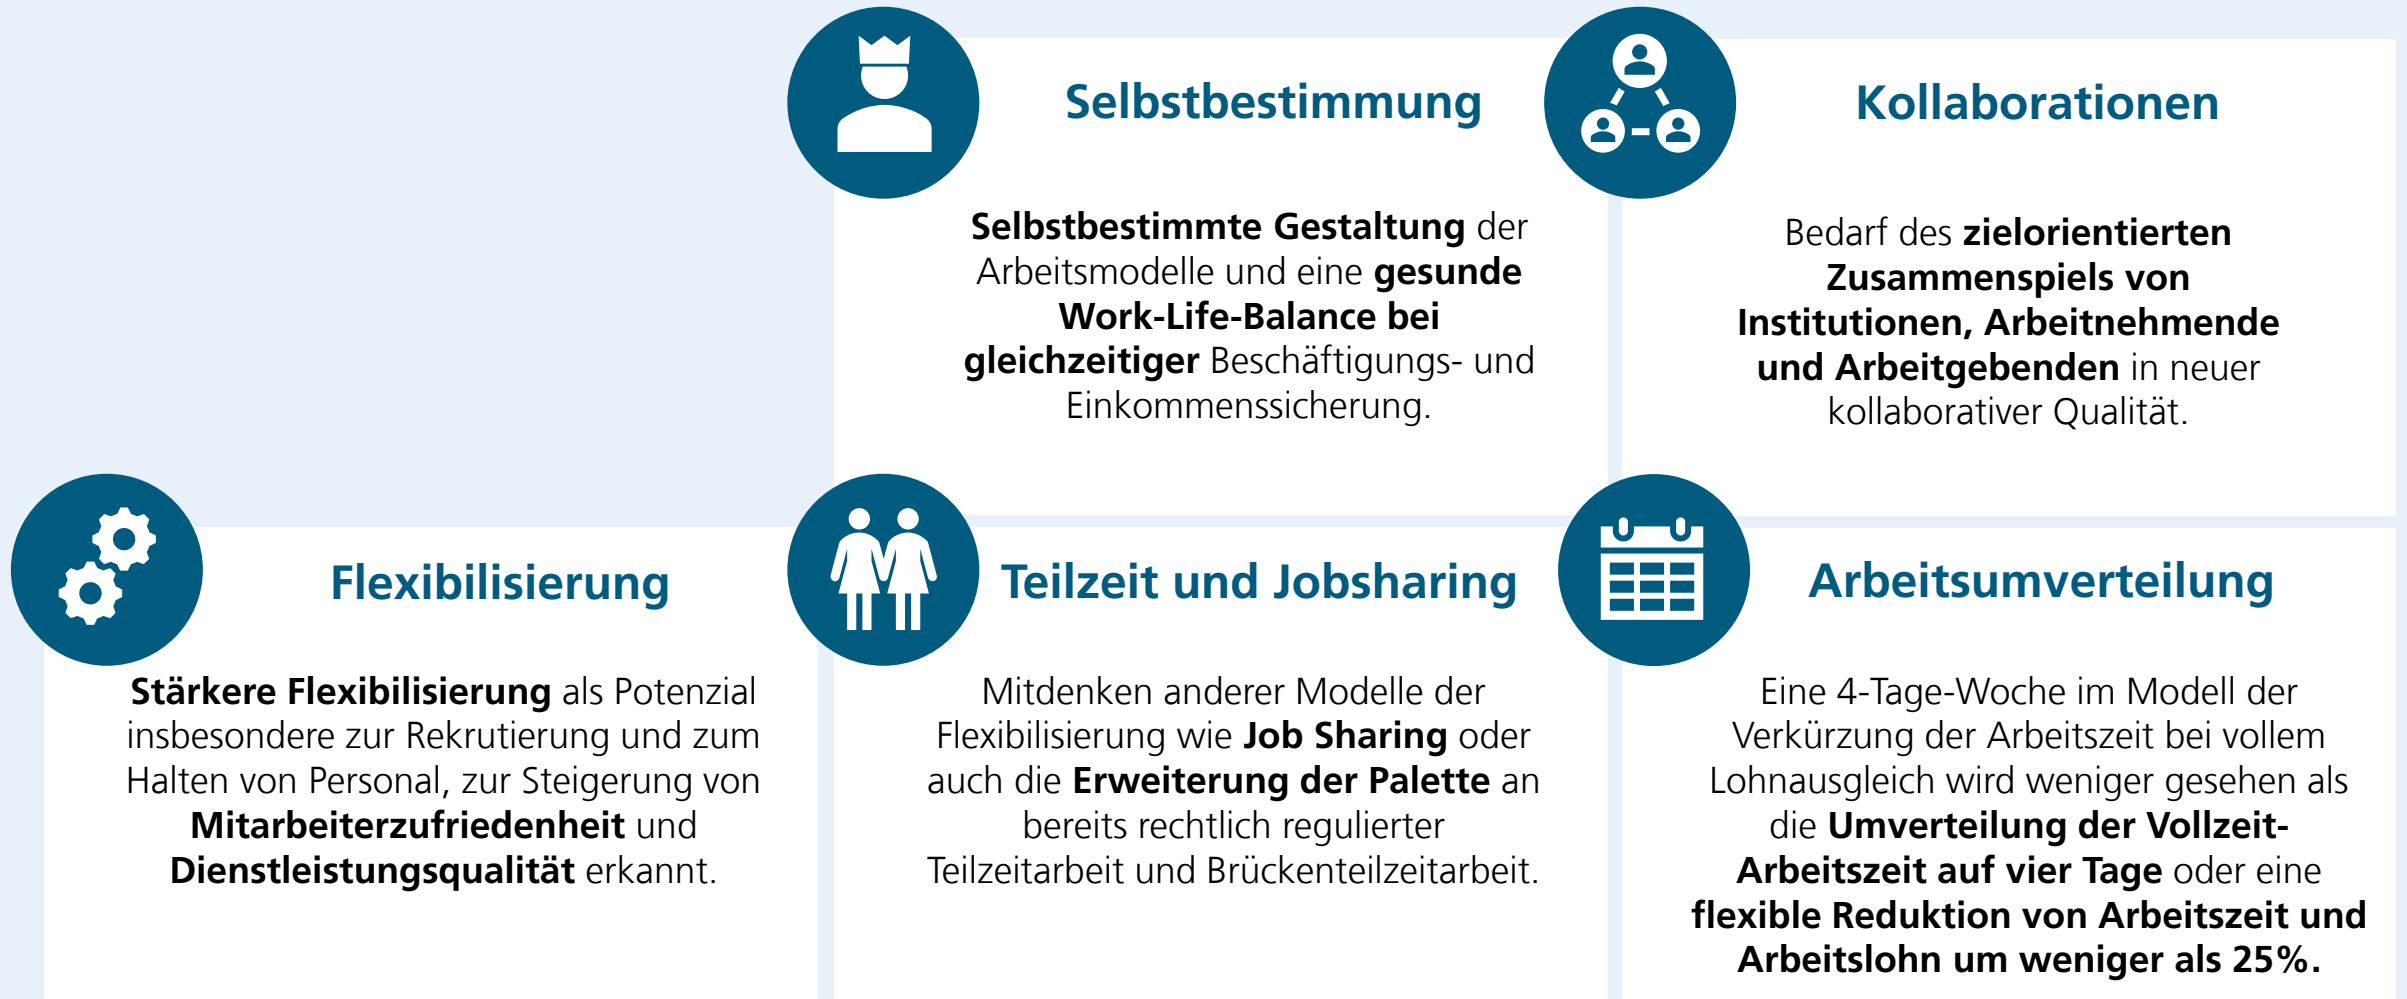 Selbstbestimmung
Selbstbestimmte Gestaltung der
Arbeitsmodelle und eine gesunde
Work-Life-Balance bei
gleichzeitiger Beschäftigungs- und
Einkommenssicherung.
Kollaborationen
Bedarf des zielorientierten
Zusammenspiels von
Institutionen, Arbeitnehmende
und Arbeitgebenden in neuer
kollaborativer Qualität.
Flexibilisierung
Stärkere Flexibilisierung als Potenzial
insbesondere zur Rekrutierung und zum
Halten von Personal, zur Steigerung von
Mitarbeiterzufriedenheit und
Dienstleistungsqualität erkannt.
Teilzeit und Jobsharing
Mitdenken anderer Modelle der
Flexibilisierung wie Job Sharing oder
auch die Erweiterung der Palette an
bereits rechtlich regulierter
Teilzeitarbeit und Brückenteilzeitarbeit.
Arbeitsumverteilung
Eine 4-Tage-Woche im Modell der
Verkürzung der Arbeitszeit bei vollem
Lohnausgleich wird weniger gesehen als
die Umverteilung der Vollzeit-
Arbeitszeit auf vier Tage oder eine
flexible Reduktion von Arbeitszeit und
Arbeitslohn um weniger als 25%.